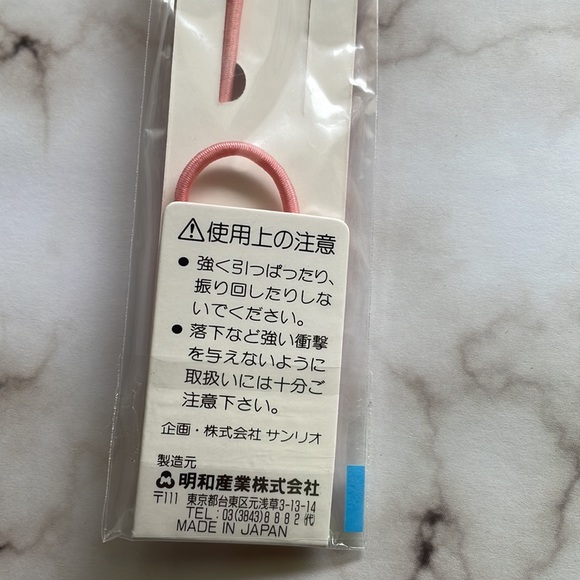 ⚠使用上の注意
● 強く引っぱったり、
振り回したりしな
いでください。
● 落下など強い衝撃
を与えないように
取扱いには十分ご
注意下さい。
企画・株式会社 サンリオ
製造元
明和産業株式会社
〒111 東京都台東区元浅草3-13-14
TEL:03(3843)8882㈹
MADE IN JAPAN